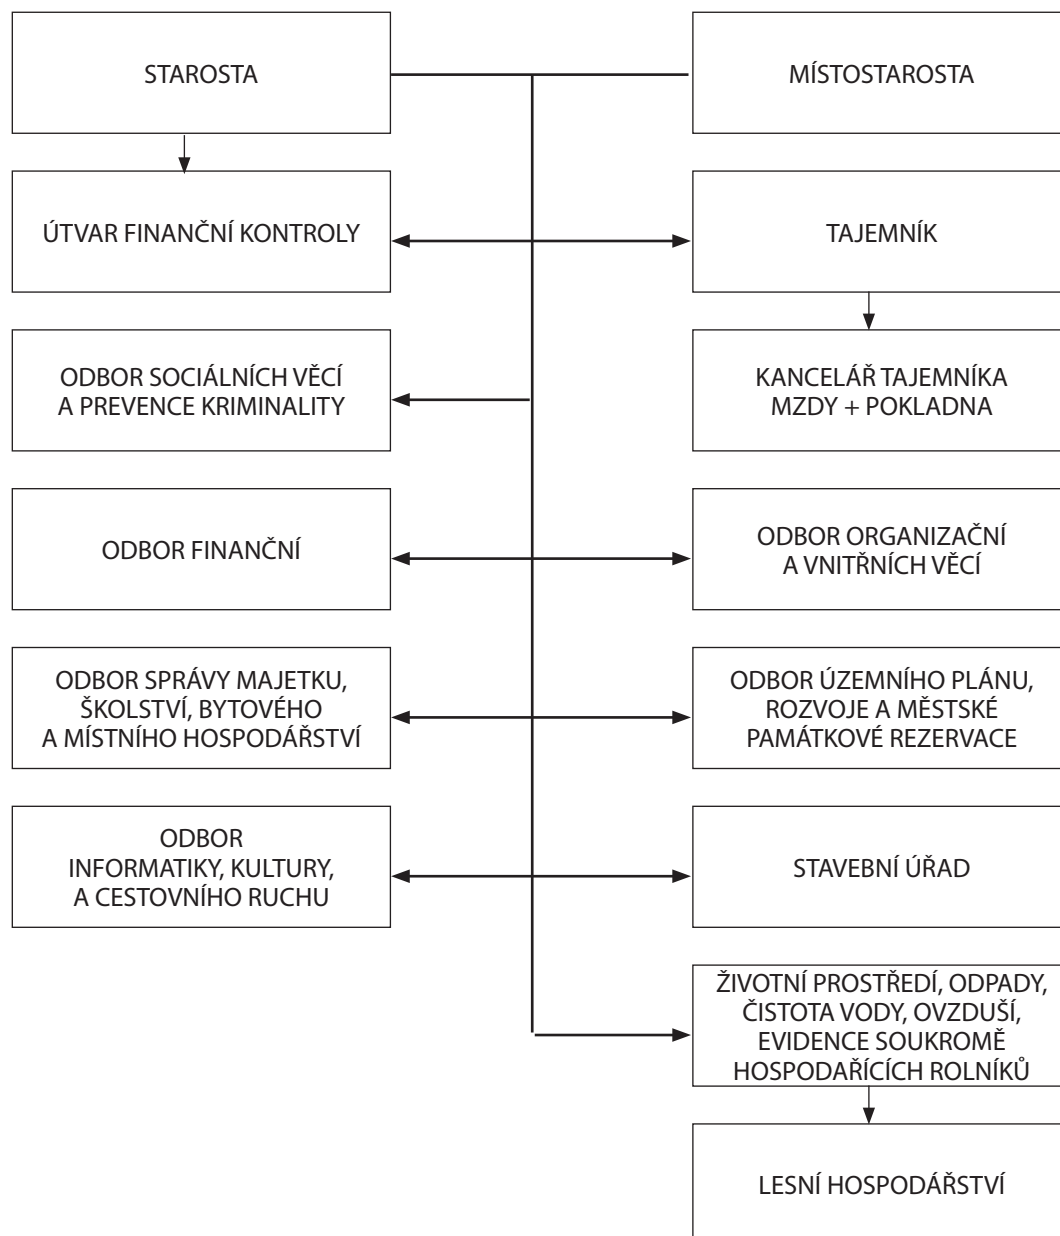 STAROSTA
MÍSTOSTAROSTA
ÚTVAR FINANČNÍ KONTROLY
TAJEMNÍK
ODBOR SOCIÁLNÍCH VĚCÍ
A PREVENCE KRIMINALITY
KANCELÁŘ TAJEMNÍKA
MZDY + POKLADNA
ODBOR FINANČNÍ
ODBOR ORGANIZAČNÍ
A VNITŘNÍCH VĚCÍ
ODBOR SPRÁVY MAJETKU,
ŠKOLSTVÍ, BYTOVÉHO
A MÍSTNÍHO HOSPODÁŘSTVÍ
ODBOR ÚZEMNÍHO PLÁNU,
ROZVOJE A MĚSTSKÉ
PAMÁTKOVÉ REZERVACE
ODBOR
INFORMATIKY, KULTURY,
A CESTOVNÍHO RUCHU
STAVEBNÍ ÚŘAD
ŽIVOTNÍ PROSTŘEDÍ, ODPADY,
ČISTOTA VODY, OVZDUŠÍ,
EVIDENCE SOUKROMĚ
HOSPODAŘÍCÍCH ROLNÍKŮ
LESNÍ HOSPODÁŘSTVÍ